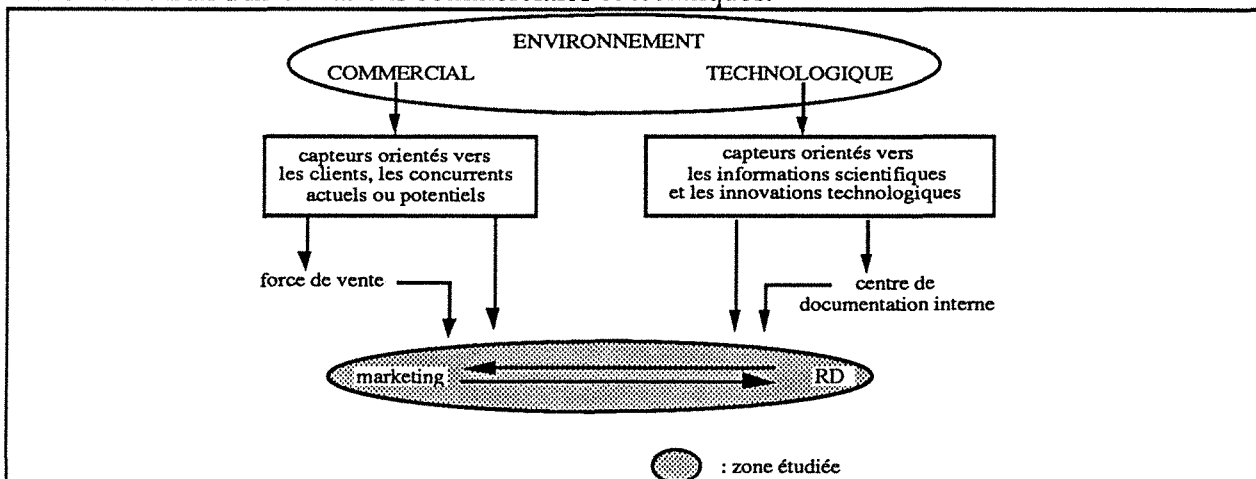 ENVIRONNEMENT
COMMERCIAL TECHNOLOGIQUE
capteurs orientés vers
les clients, les concurrents
actuels ou potentiels
capteurs orientés vers
les informations scientifiques
et les innovations technologiques
force de vente
centre de
documentation interne
marketing RD
: zone étudiée